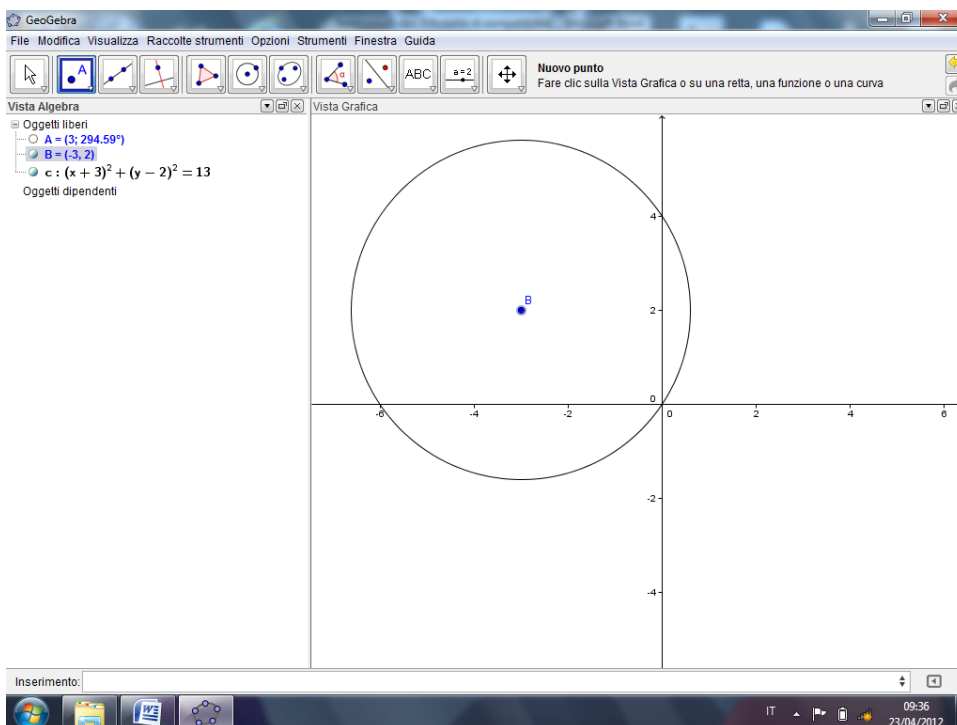 GeoGebra
File Modifica Visualizza Raccolte strumenti Opzioni Strumenti Finestra Guida
A
α
ABC
a=2
Nuovo punto
Fare clic sulla Vista Grafica o su una retta, una funzione o una curva
Vista Algebra
Vista Grafica
Oggetti liberi
A = (3; 294.59°)
B = (-3, 2)
c : (x + 3)² + (y − 2)² = 13
Oggetti dipendenti
4
B
2
0
-6 -4 -2 0 2 4 6
-2
-4
Inserimento:
W
IT
09:36
23/04/2012